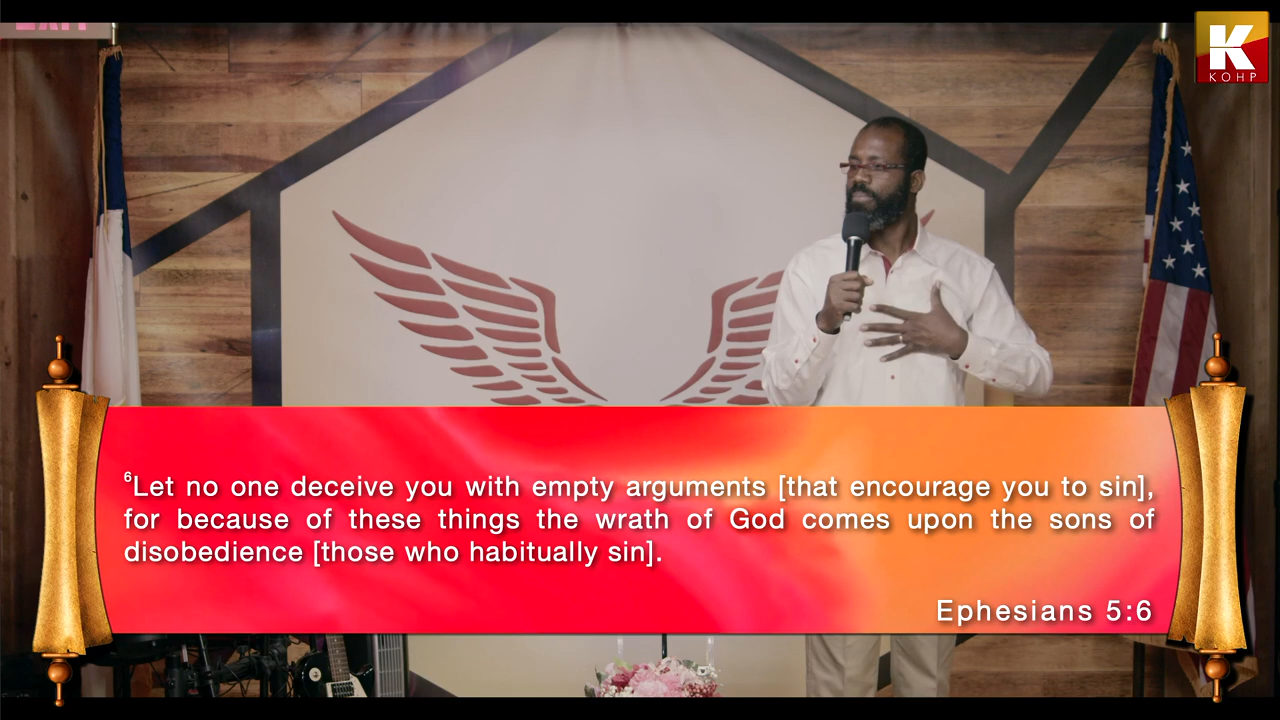 EXIT
K
KOHP
⁶Let no one deceive you with empty arguments [that encourage you to sin],
for because of these things the wrath of God comes upon the sons of
disobedience [those who habitually sin].
Ephesians 5:6